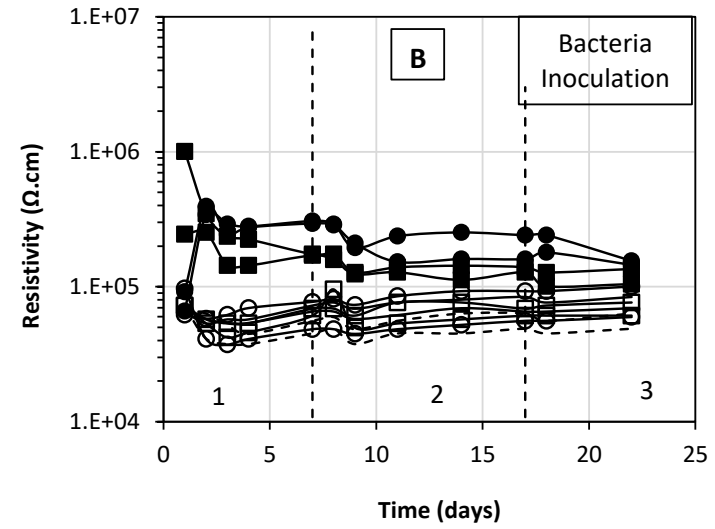 1.E+07
B
Bacteria
Inoculation
1.E+06
Resistivity (Ω.cm)
1.E+05
1.E+04
1
2
3
0
5
10
15
20
25
Time (days)